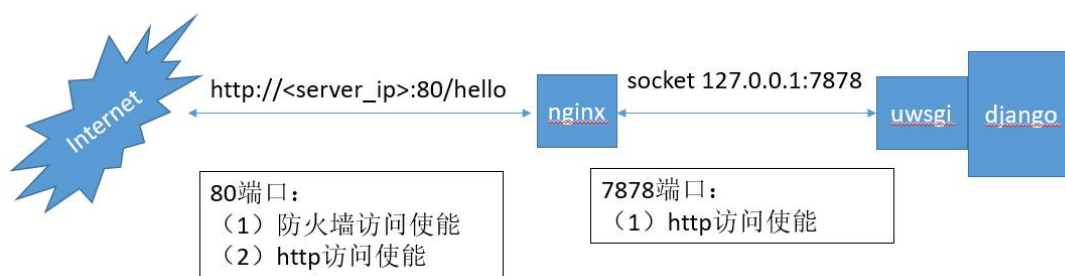 Internet
http://<server_ip>:80/hello
nginx
socket 127.0.0.1:7878
uwsgi
django
80端口：
（1）防火墙访问使能
（2）http访问使能
7878端口：
（1）http访问使能